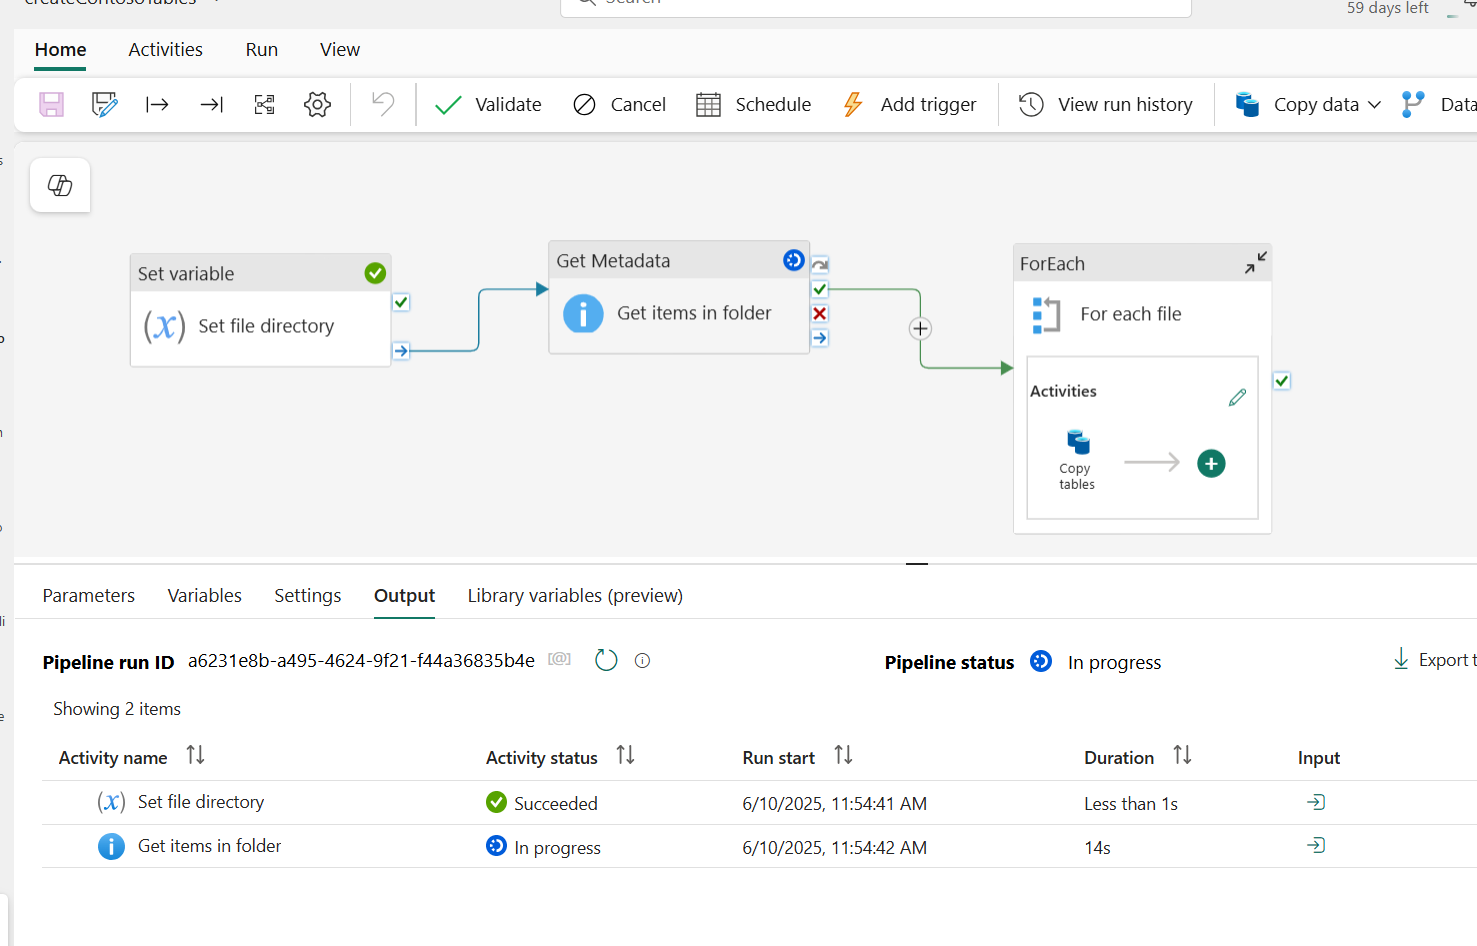 createContosoTables
Search
59 days left
Home Activities Run View
Validate Cancel Schedule Add trigger View run history Copy data Data
Set variable
(x) Set file directory
Get Metadata
Get items in folder
ForEach
For each file
Activities
Copy
tables
Parameters Variables Settings Output Library variables (preview)
Pipeline run ID a6231e8b-a495-4624-9f21-f44a36835b4e [@] Pipeline status In progress Export t
Showing 2 items
Activity name Activity status Run start Duration Input
(x) Set file directory Succeeded 6/10/2025, 11:54:41 AM Less than 1s
Get items in folder In progress 6/10/2025, 11:54:42 AM 14s